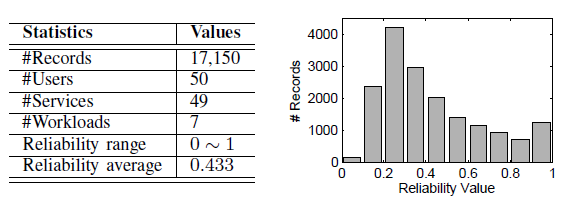 Statistics Values
#Records 17,150
#Users 50
#Services 49
#Workloads 7
Reliability range 0 ∼ 1
Reliability average 0.433
4000
3000
2000
1000
0
# Records
0 0.2 0.4 0.6 0.8 1
Reliability Value